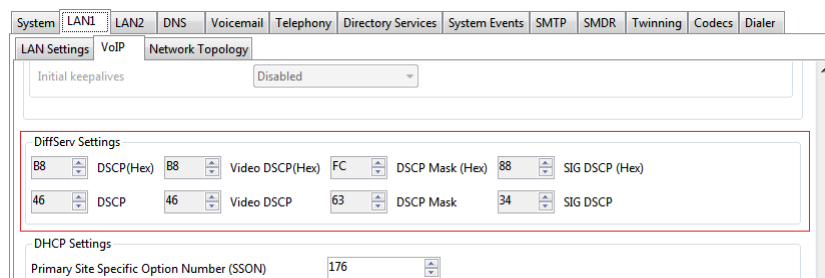 System LAN1 LAN2 DNS Voicemail Telephony Directory Services System Events SMTP SMDR Twinning Codecs Dialer
LAN Settings VoIP Network Topology
Initial keepalives Disabled
DiffServ Settings
B8 DSCP(Hex) B8 Video DSCP(Hex) FC DSCP Mask (Hex) 88 SIG DSCP (Hex)
46 DSCP 46 Video DSCP 63 DSCP Mask 34 SIG DSCP
DHCP Settings
Primary Site Specific Option Number (SSON) 176